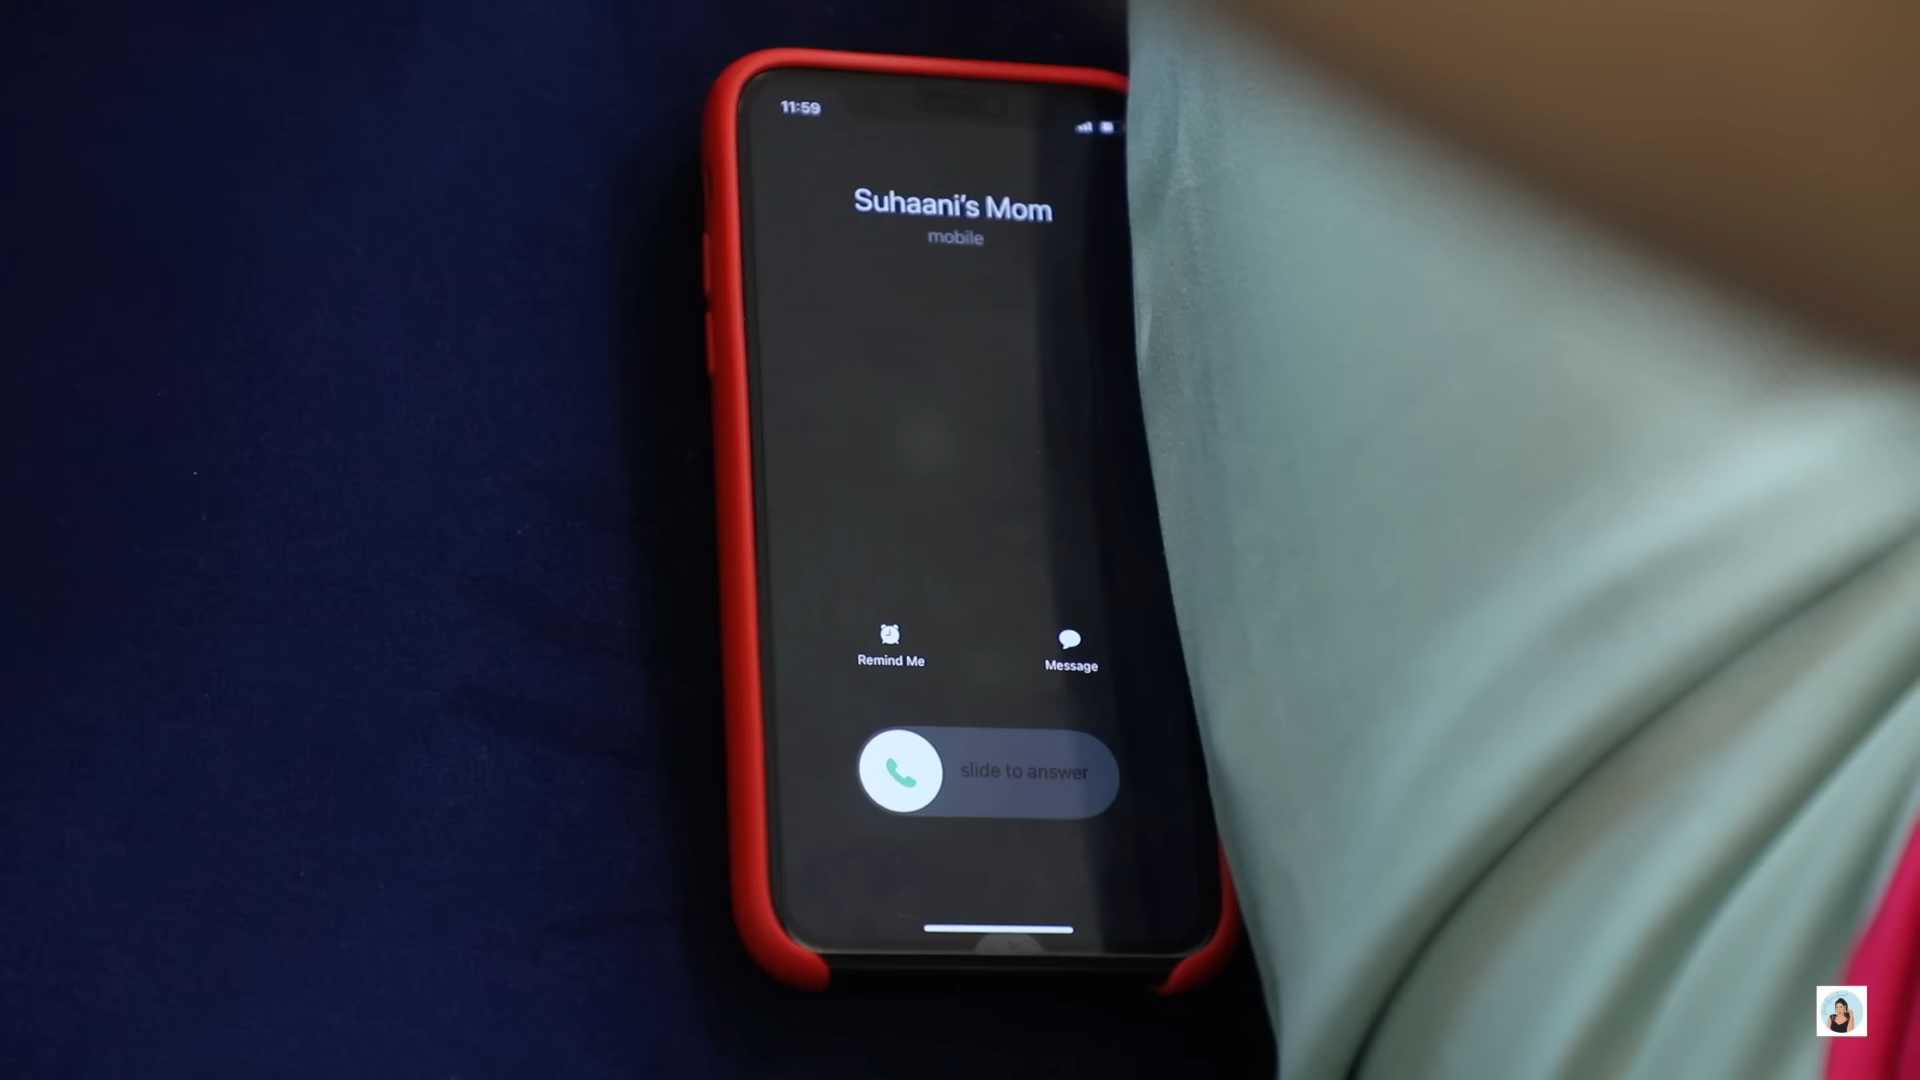 11:59
Suhaani's Mom
mobile
Remind Me
Message
slide to answer